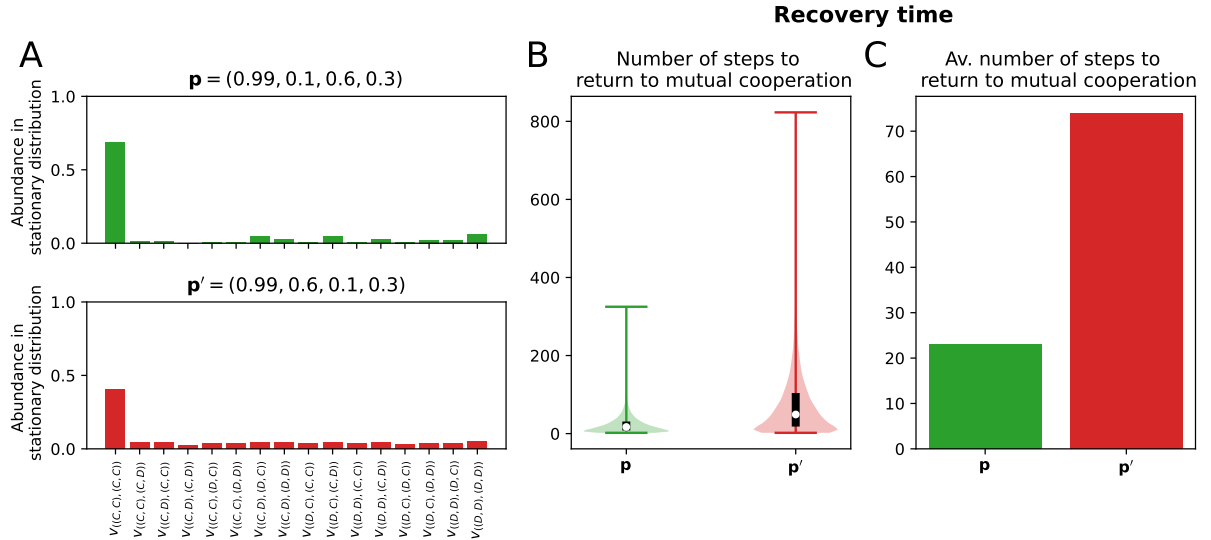 Recovery time
A
p = (0.99, 0.1, 0.6, 0.3)
Abundance in
stationary distribution
1.0
0.5
0.0
p′ = (0.99, 0.6, 0.1, 0.3)
Abundance in
stationary distribution
1.0
0.5
0.0
v((C, C), (C, C))
v((C, C), (C, D))
v((C, D), (C, C))
v((C, D), (C, D))
v((C, C), (D, C))
v((C, C), (D, D))
v((C, D), (D, C))
v((C, D), (D, D))
v((D, C), (C, C))
v((D, C), (C, D))
v((D, D), (C, C))
v((D, D), (C, D))
v((D, C), (D, C))
v((D, C), (D, D))
v((D, D), (D, C))
v((D, D), (D, D))
B
Number of steps to
return to mutual cooperation
800
600
400
200
0
p
p′
C
Av. number of steps to
return to mutual cooperation
70
60
50
40
30
20
10
0
p
p′